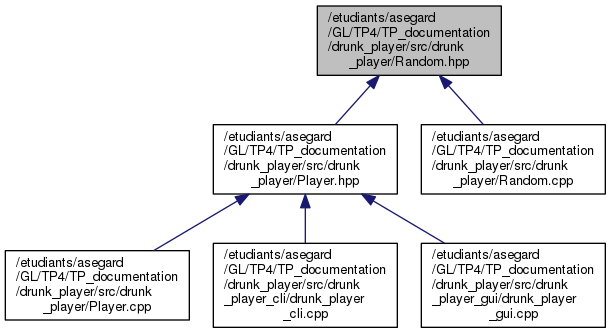 /etudiants/asegard
/GL/TP4/TP_documentation
/drunk_player/src/drunk
_player/Random.hpp
/etudiants/asegard
/GL/TP4/TP_documentation
/drunk_player/src/drunk
_player/Player.hpp
/etudiants/asegard
/GL/TP4/TP_documentation
/drunk_player/src/drunk
_player/Random.cpp
/etudiants/asegard
/GL/TP4/TP_documentation
/drunk_player/src/drunk
_player/Player.cpp
/etudiants/asegard
/GL/TP4/TP_documentation
/drunk_player/src/drunk
_player_cli/drunk_player
_cli.cpp
/etudiants/asegard
/GL/TP4/TP_documentation
/drunk_player/src/drunk
_player_gui/drunk_player
_gui.cpp